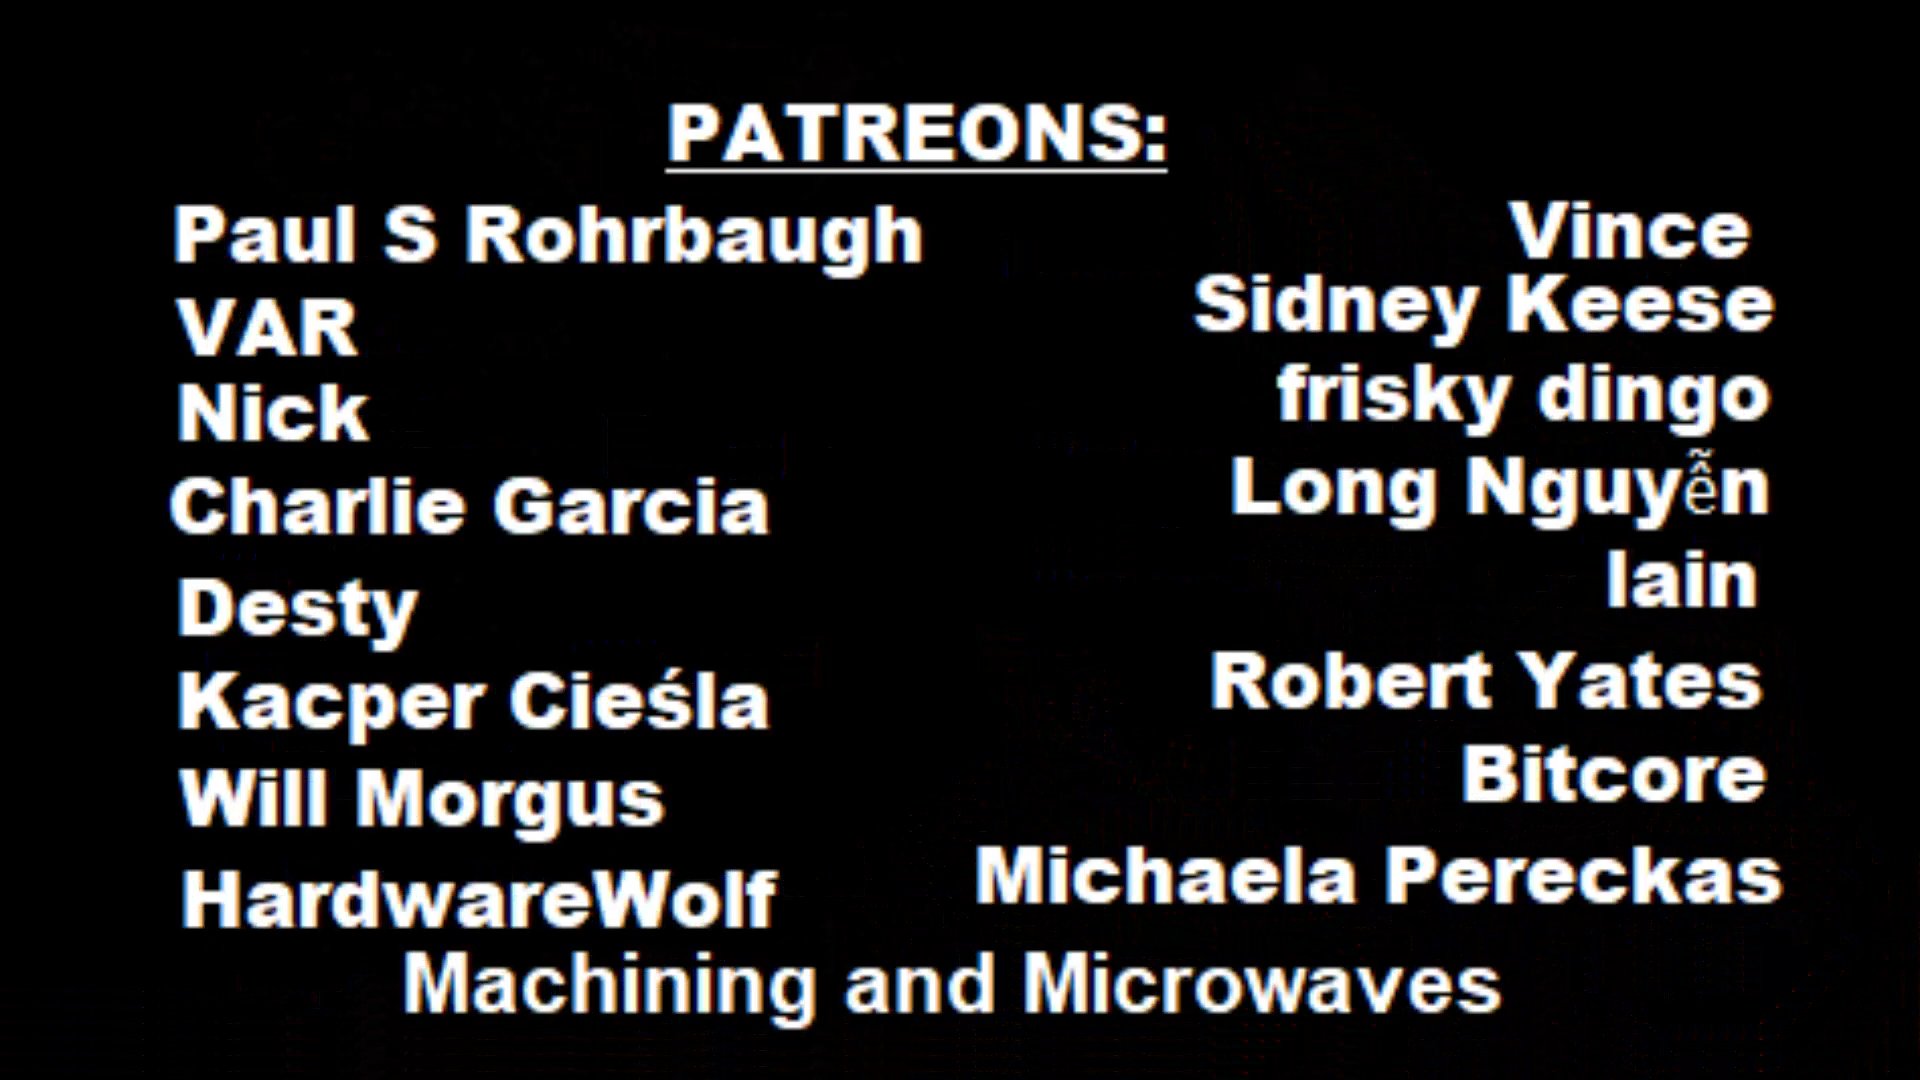 PATREONS:
Paul S Rohrbaugh
VAR
Nick
Charlie Garcia
Desty
Kacper Cieśla
Will Morgus
HardwareWolf
Vince
Sidney Keese
frisky dingo
Long Nguyễn
Iain
Robert Yates
Bitcore
Michaela Pereckas
Machining and Microwaves